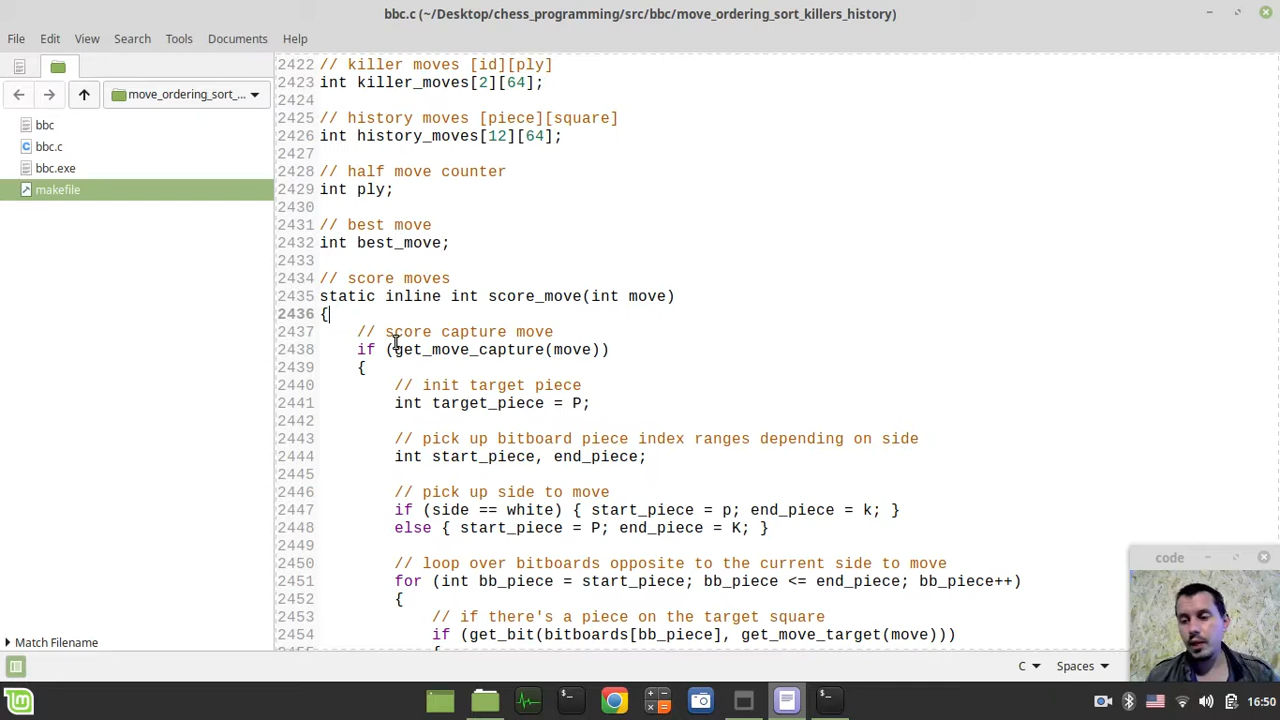 bbc.c (~/Desktop/chess_programming/src/bbc/move_ordering_sort_killers_history)
File Edit View Search Tools Documents Help
move_ordering_sort_...
bbc
bbc.c
bbc.exe
makefile
Match Filename
2422 // killer moves [id][ply]
2423 int killer_moves[2][64];
2424
2425 // history moves [piece][square]
2426 int history_moves[12][64];
2427
2428 // half move counter
2429 int ply;
2430
2431 // best move
2432 int best_move;
2433
2434 // score moves
2435 static inline int score_move(int move)
2436 {
2437     // score capture move
2438     if (get_move_capture(move))
2439     {
2440         // init target piece
2441         int target_piece = P;
2442
2443         // pick up bitboard piece index ranges depending on side
2444         int start_piece, end_piece;
2445
2446         // pick up side to move
2447         if (side == white) { start_piece = p; end_piece = k; }
2448         else { start_piece = P; end_piece = K; }
2449
2450         // loop over bitboards opposite to the current side to move
2451         for (int bb_piece = start_piece; bb_piece <= end_piece; bb_piece++)
2452         {
2453             // if there's a piece on the target square
2454             if (get_bit(bitboards[bb_piece], get_move_target(move)))
code
C Spaces
16:50